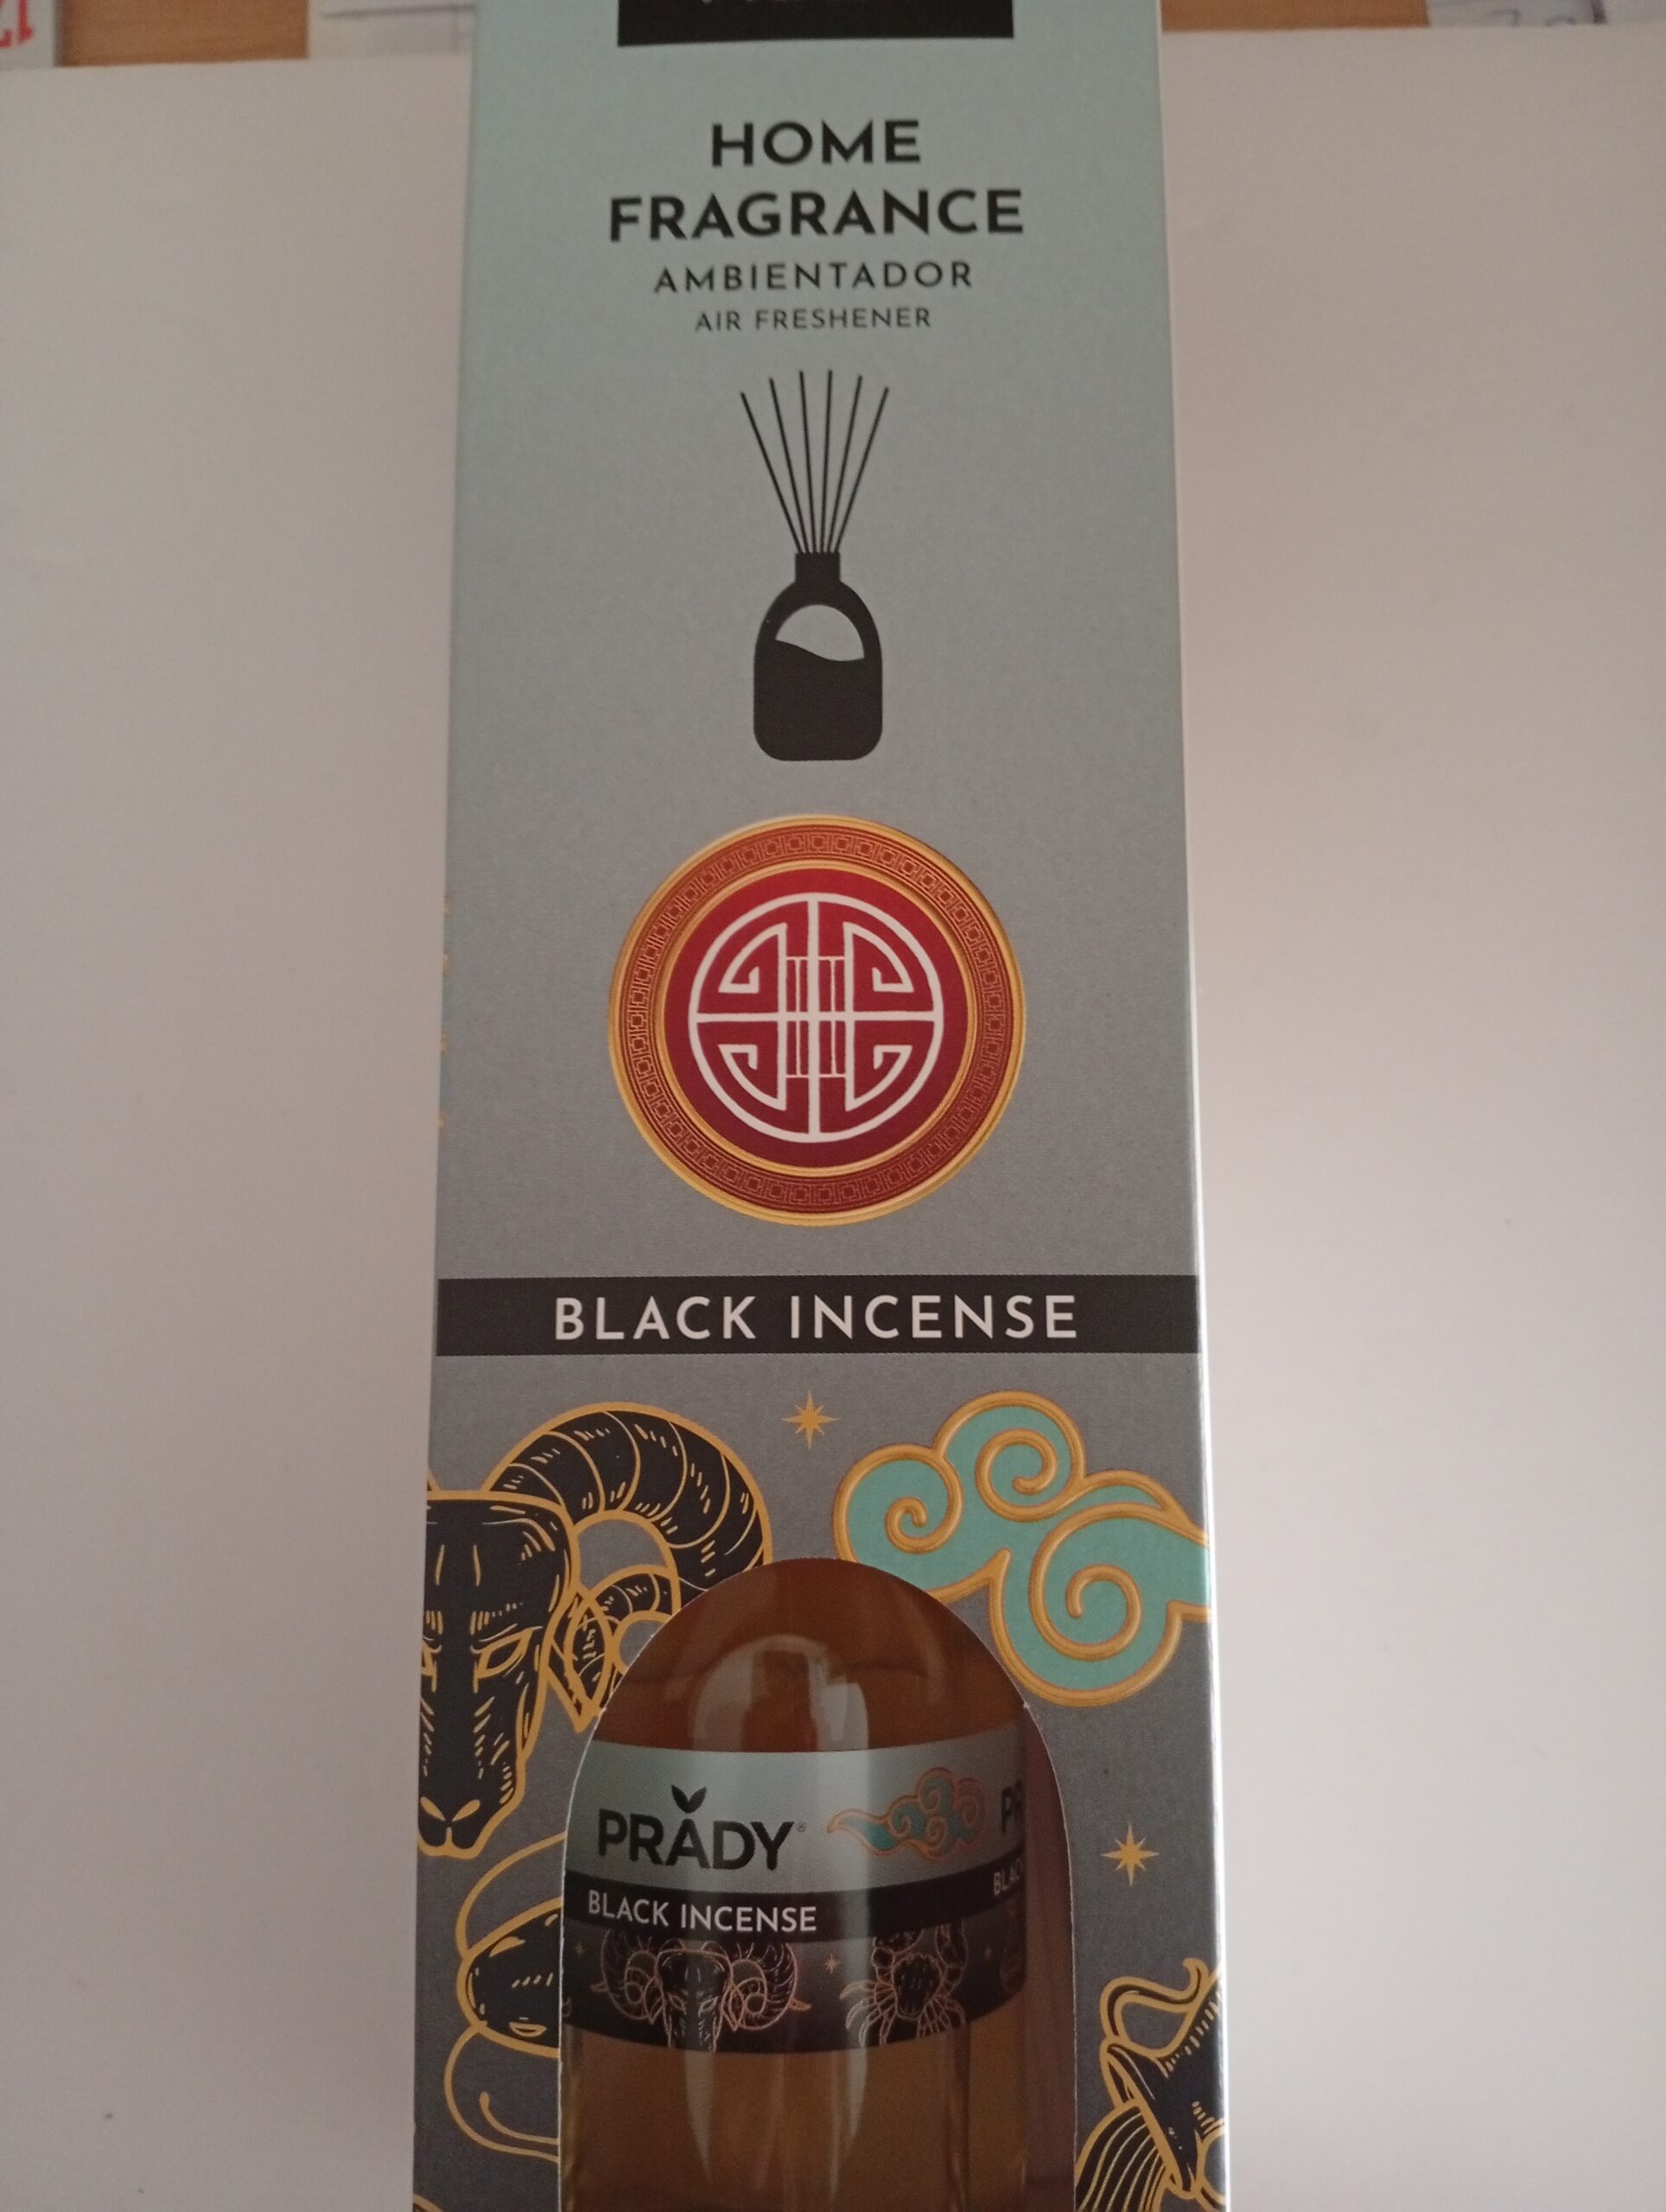 HOME
FRAGRANCE
AMBIENTADOR
AIR FRESHENER
BLACK INCENSE
PRADY®
BLACK INCENSE